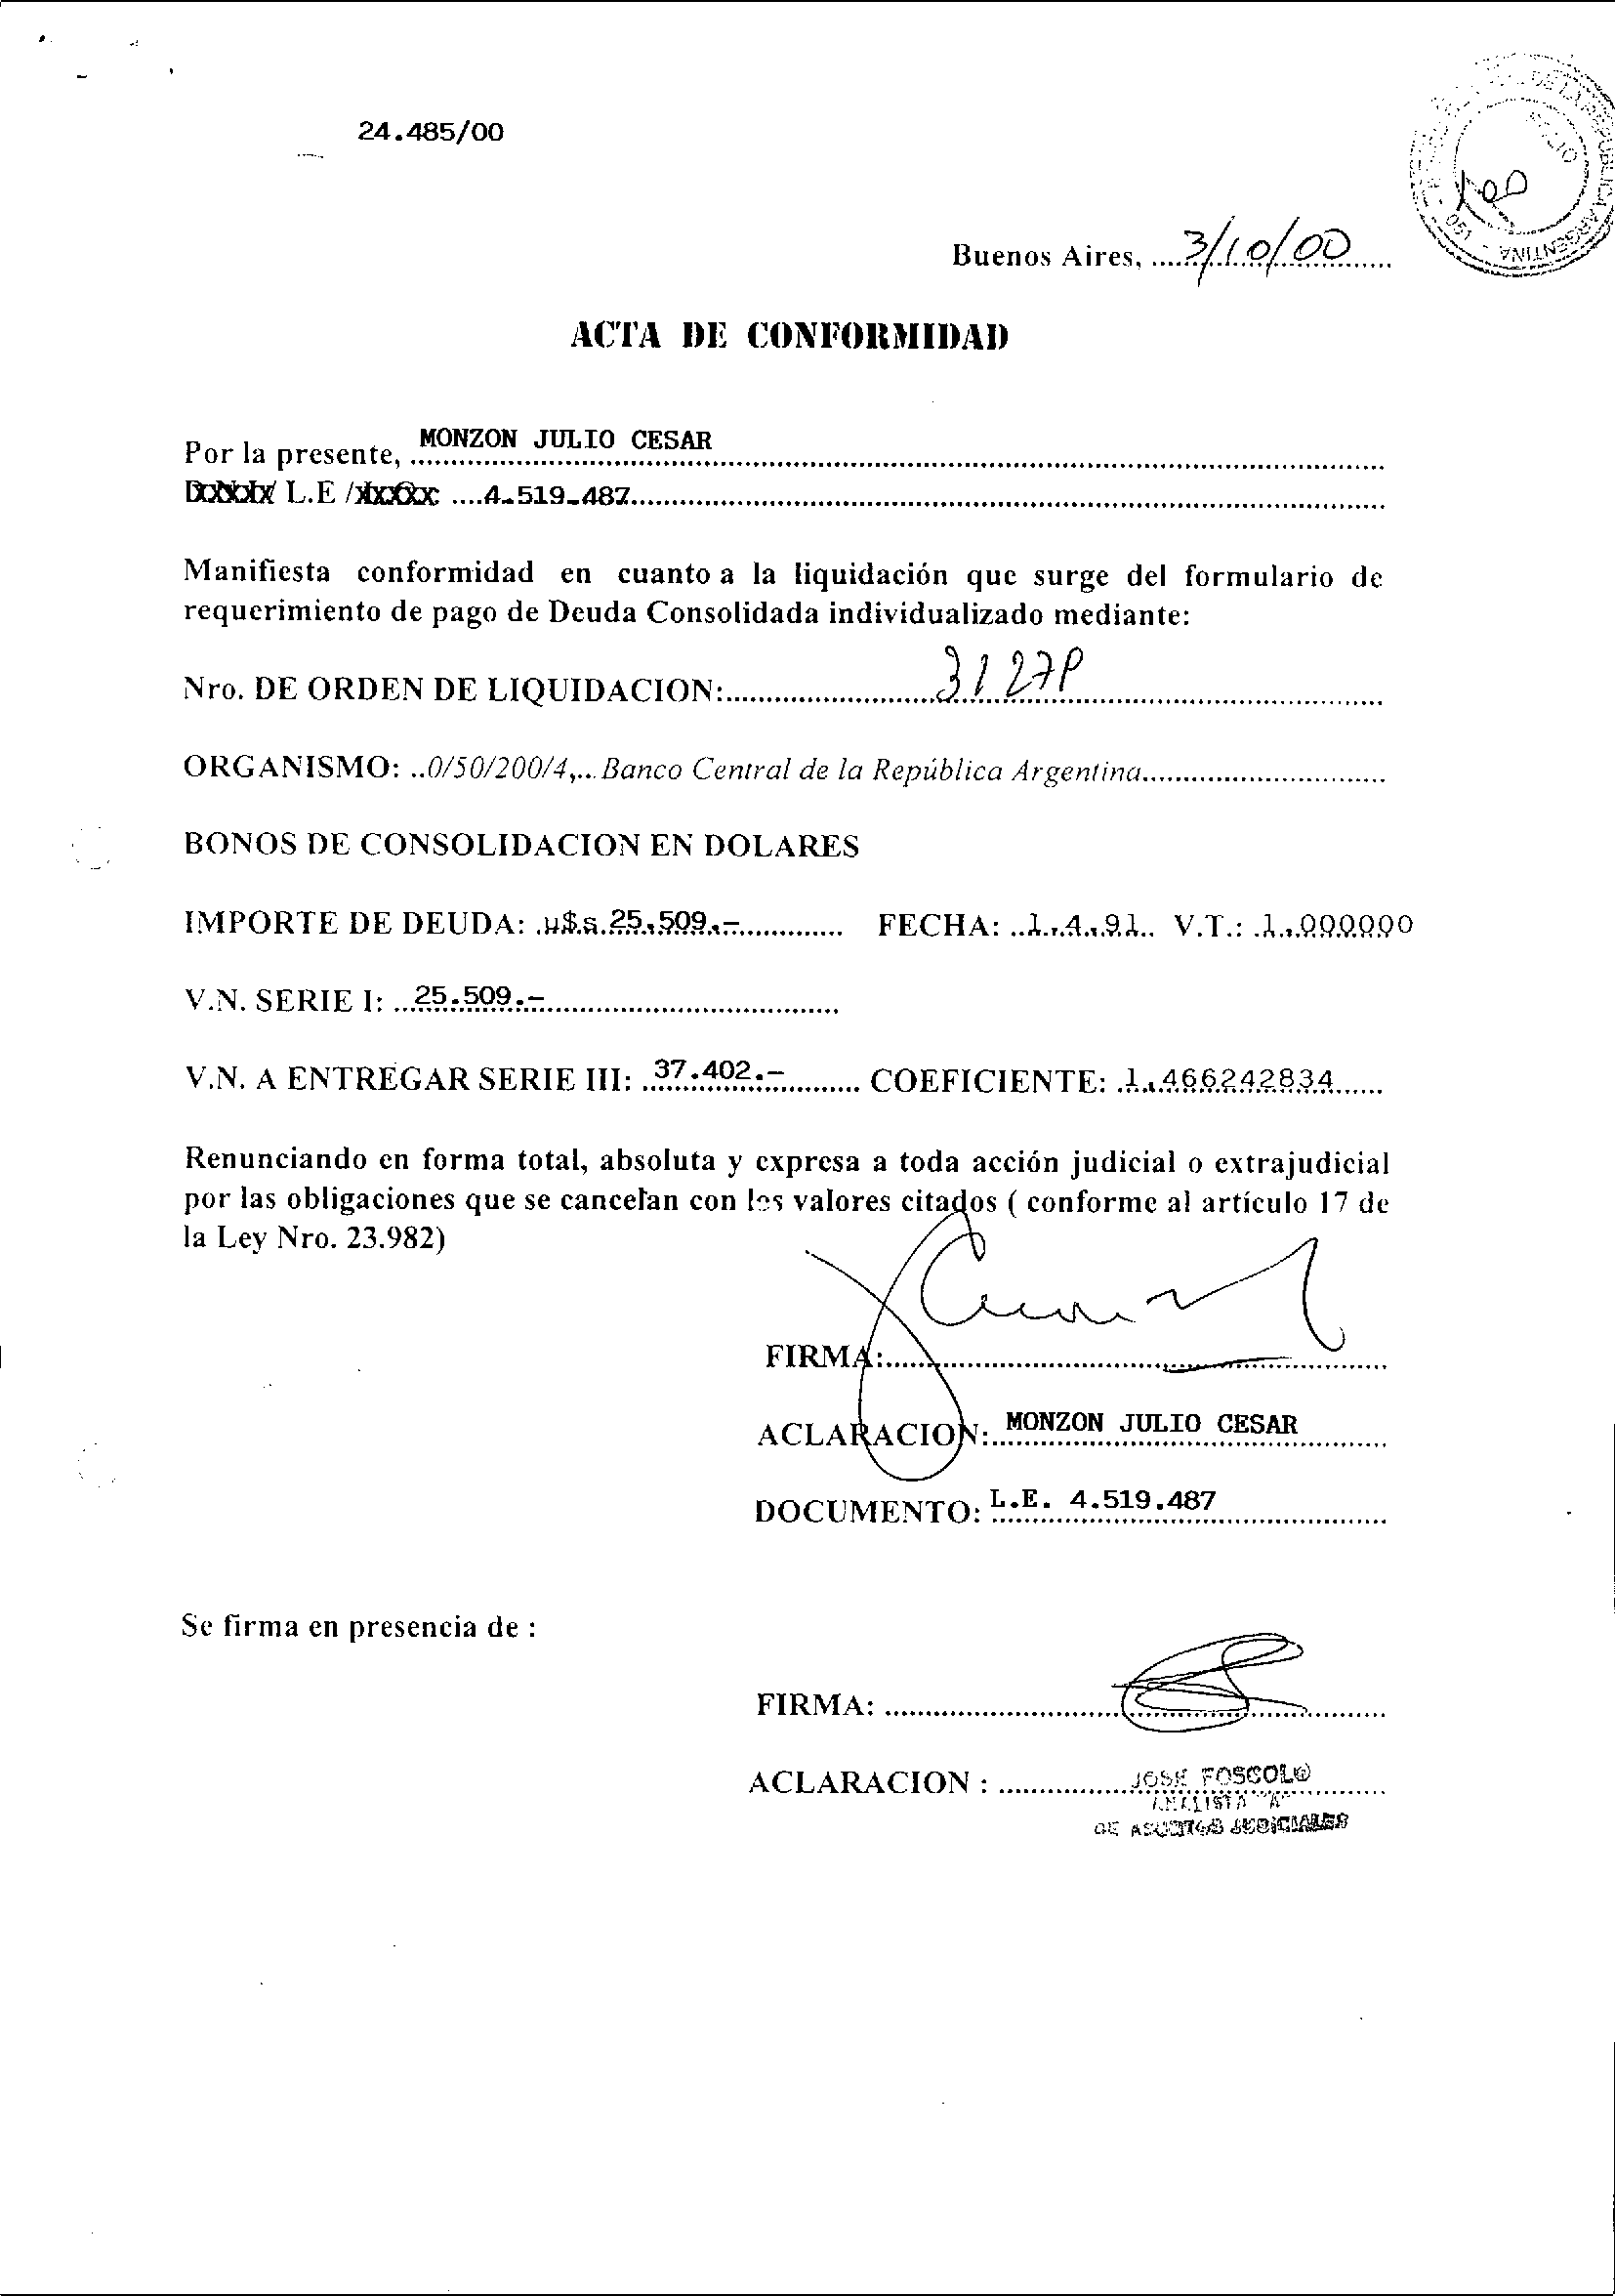 24.485/00
DE LA REPUBLICA ARGENTINA
FOLIO
Buenos Aires, ....3/10/00......
ACTA DE CONFORMIDAD
Por la presente, MONZON JULIO CESAR
L.E / ....4.519.487
Manifiesta conformidad en cuanto a la liquidación que surge del formulario de
requerimiento de pago de Deuda Consolidada individualizado mediante:
Nro. DE ORDEN DE LIQUIDACION: 3127P
ORGANISMO: ..0/50/200/4,...Banco Central de la República Argentina
BONOS DE CONSOLIDACION EN DOLARES
IMPORTE DE DEUDA: .u$s.25.509.- FECHA: ..1.4.91.. V.T.: .1.000000
V.N. SERIE I: ..25.509.-
V.N. A ENTREGAR SERIE III: 37.402.- COEFICIENTE: .1.466242834
Renunciando en forma total, absoluta y expresa a toda acción judicial o extrajudicial
por las obligaciones que se cancelan con los valores citados ( conforme al artículo 17 de
la Ley Nro. 23.982)
FIRMA:
ACLARACION: MONZON JULIO CESAR
DOCUMENTO: L.E. 4.519.487
Se firma en presencia de :
FIRMA:
ACLARACION : JOSE FOSCOLO
ANALISTA "A"
DE ASUNTOS JUDICIALES